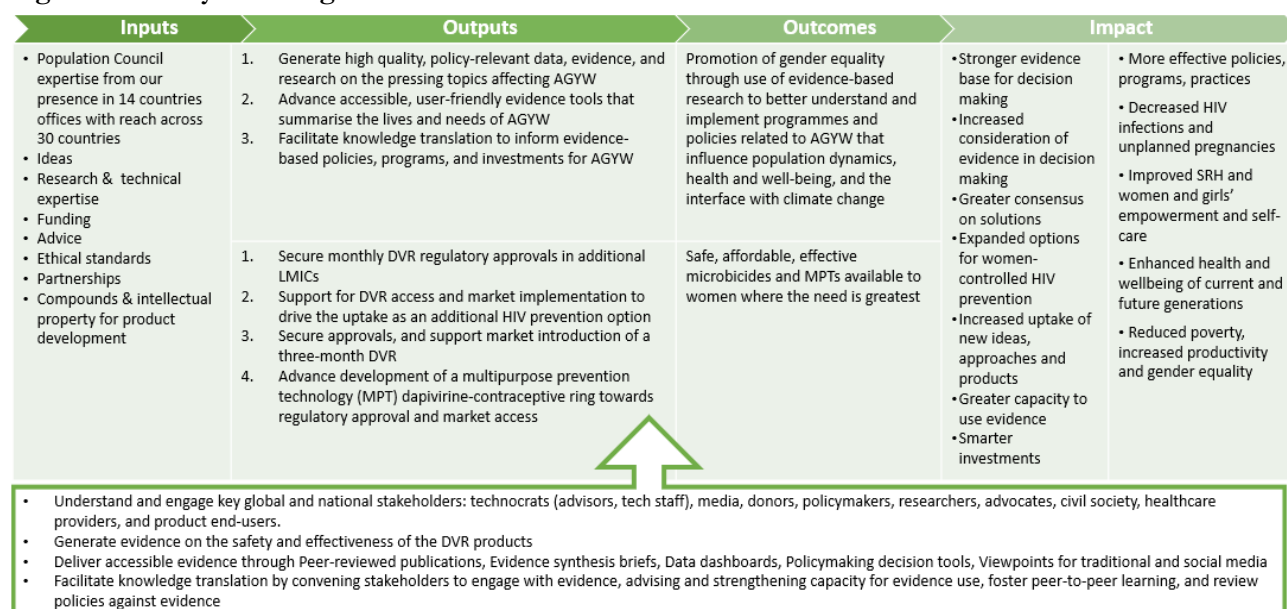 Inputs
Outputs
Outcomes
Impact
• Population Council
expertise from our
presence in 14 countries
offices with reach across
30 countries
• Ideas
• Research & technical
expertise
• Funding
• Advice
• Ethical standards
• Partnerships
• Compounds & intellectual
property for product
development
1. Generate high quality, policy-relevant data, evidence, and
research on the pressing topics affecting AGYW
2. Advance accessible, user-friendly evidence tools that
summarise the lives and needs of AGYW
3. Facilitate knowledge translation to inform evidence-
based policies, programs, and investments for AGYW
Promotion of gender equality
through use of evidence-based
research to better understand and
implement programmes and
policies related to AGYW that
influence population dynamics,
health and well-being, and the
interface with climate change
1. Secure monthly DVR regulatory approvals in additional
LMICs
2. Support for DVR access and market implementation to
drive the uptake as an additional HIV prevention option
3. Secure approvals, and support market introduction of a
three-month DVR
4. Advance development of a multipurpose prevention
technology (MPT) dapivirine-contraceptive ring towards
regulatory approval and market access
Safe, affordable, effective
microbicides and MPTs available to
women where the need is greatest
•Stronger evidence
base for decision
making
•Increased
consideration of
evidence in decision
making
•Greater consensus
on solutions
•Expanded options
for women-
controlled HIV
prevention
•Increased uptake of
new ideas,
approaches and
products
•Greater capacity to
use evidence
•Smarter
investments
• More effective policies,
programs, practices
• Decreased HIV
infections and
unplanned pregnancies
• Improved SRH and
women and girls'
empowerment and self-
care
• Enhanced health and
wellbeing of current and
future generations
• Reduced poverty,
increased productivity
and gender equality
• Understand and engage key global and national stakeholders: technocrats (advisors, tech staff), media, donors, policymakers, researchers, advocates, civil society, healthcare
providers, and product end-users.
• Generate evidence on the safety and effectiveness of the DVR products
• Deliver accessible evidence through Peer-reviewed publications, Evidence synthesis briefs, Data dashboards, Policymaking decision tools, Viewpoints for traditional and social media
• Facilitate knowledge translation by convening stakeholders to engage with evidence, advising and strengthening capacity for evidence use, foster peer-to-peer learning, and review
policies against evidence